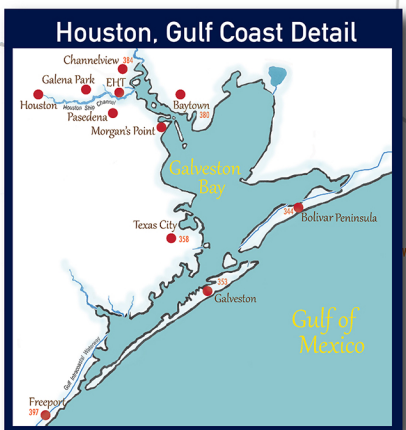 Houston, Gulf Coast Detail
Channelview 384
Galena Park
EHT
Houston
Houston Ship Channel
Baytown
380
Pasedena
Morgan's Point
Galveston
Bay
344
Bolivar Peninsula
Texas City
358
353
Galveston
Gulf of
Mexico
Gulf Intracoastal Waterway
Freeport
397